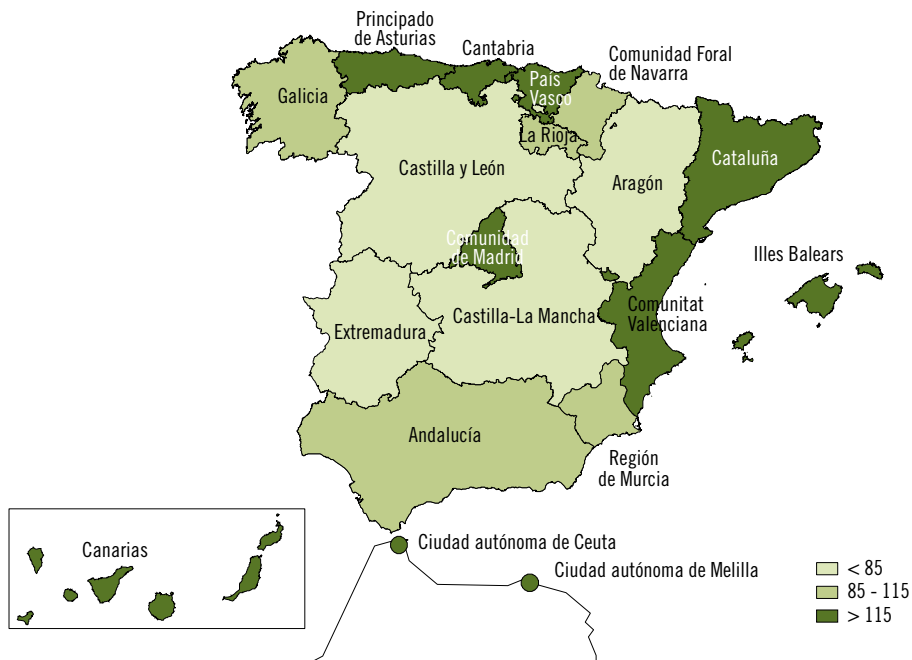 Principado
de Asturias
Cantabria
Comunidad Foral
de Navarra
Galicia
País
Vasco
La Rioja
Castilla y León
Aragón
Cataluña
Comunidad
de Madrid
Illes Balears
Castilla-La Mancha
Comunitat
Valenciana
Extremadura
Andalucía
Región
de Murcia
Canarias
Ciudad autónoma de Ceuta
Ciudad autónoma de Melilla
< 85
85 - 115
> 115